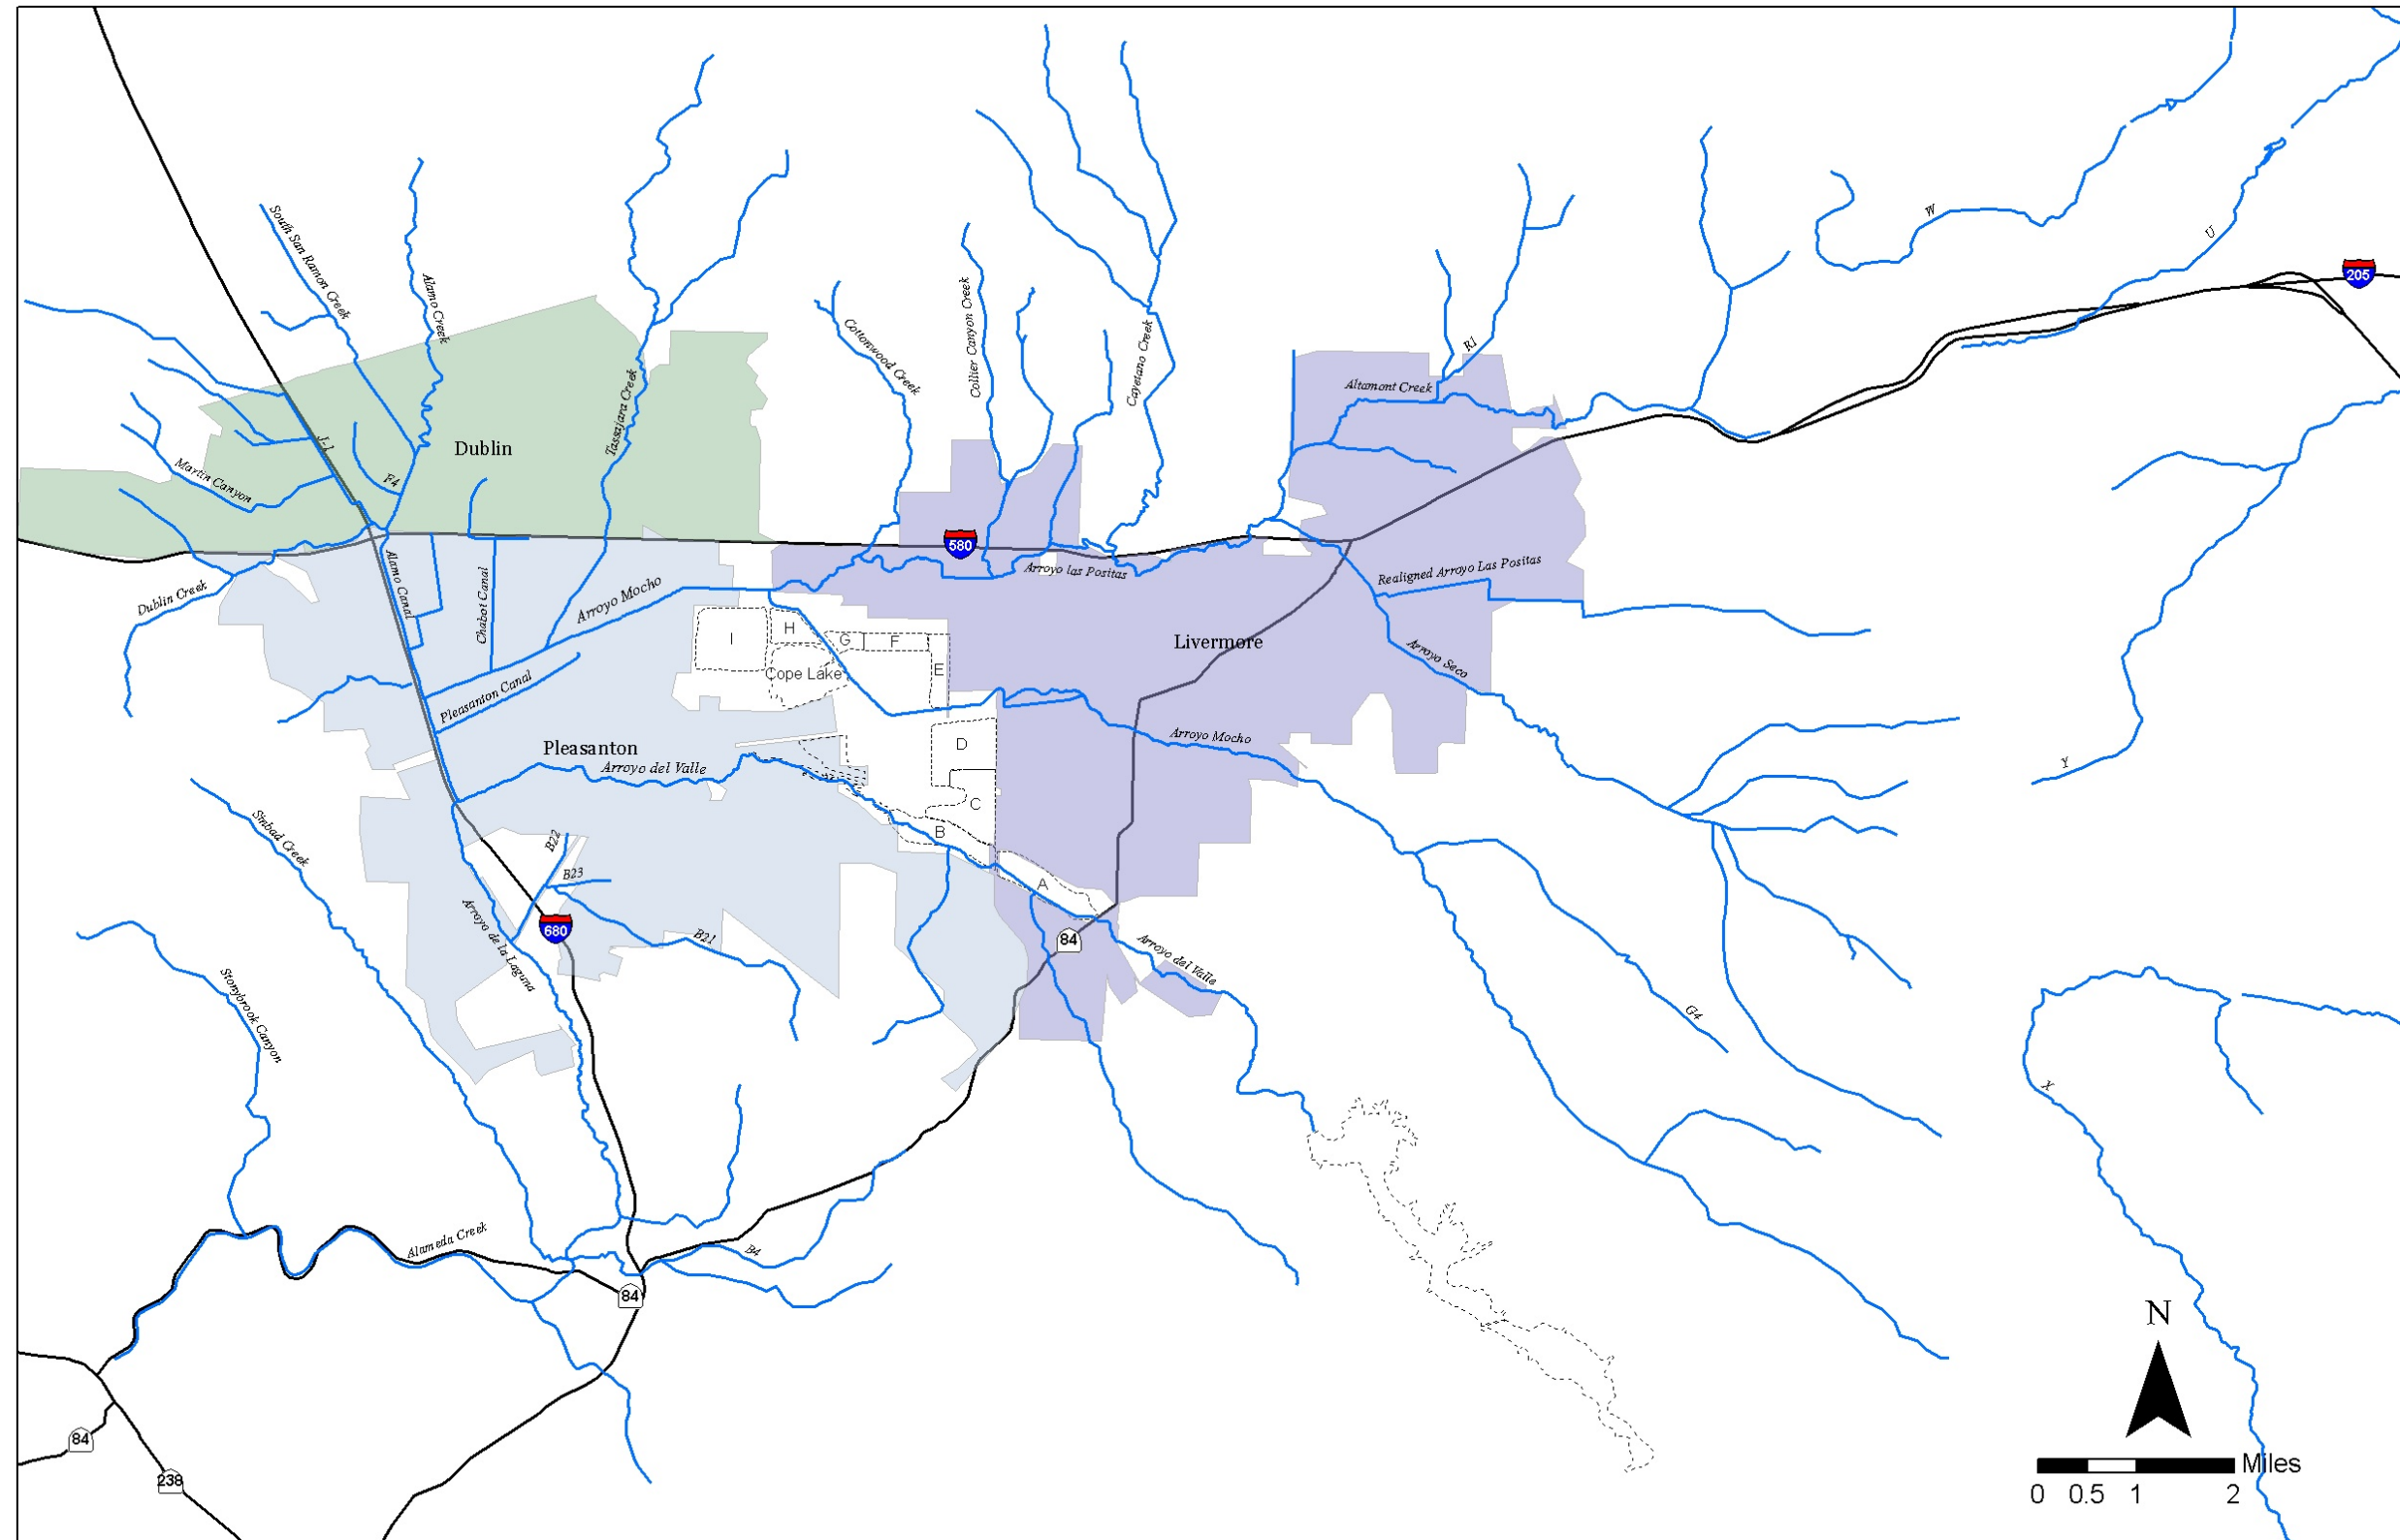 W
U
205
South San Ramon Creek
Alamo Creek
Cottonwood Creek
Collier Canyon Creek
Cayetano Creek
R1
Altamont Creek
Tassajara Creek
J-1
Dublin
Martin Canyon
F4
580
Alamo Canal
Chabot Canal
Dublin Creek
Arroyo Mocho
Arroyo las Positas
Realigned Arroyo Las Positas
I
H
G
F
E
Cope Lake
Livermore
Arroyo Seco
Pleasanton Canal
Pleasanton
Arroyo del Valle
D
Arroyo Mocho
Y
C
B
Sinbad Creek
B22
B23
A
680
B21
84
Arroyo de la Laguna
Arroyo del Valle
Stonybrook Canyon
G4
X
Alameda Creek
B4
84
N
84
238
Miles
0 0.5 1 2